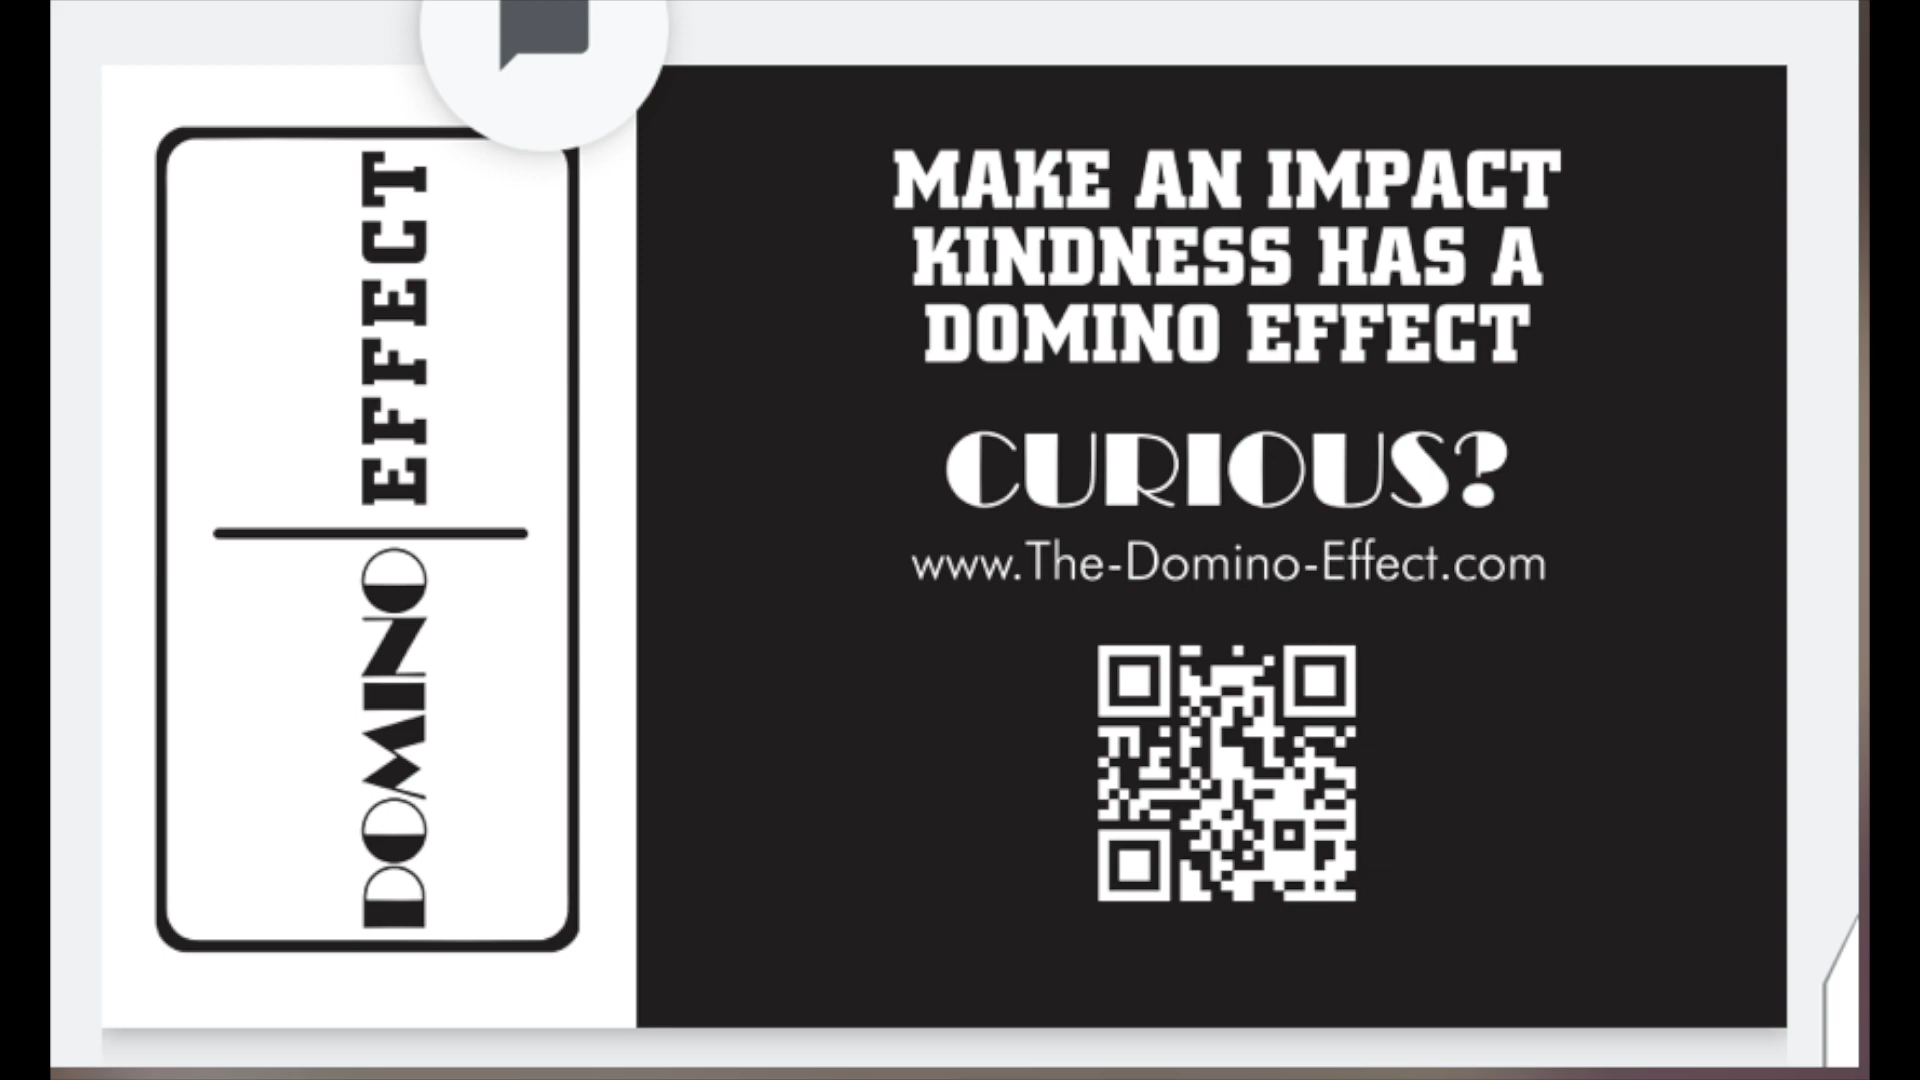 DOMINO EFFECT
MAKE AN IMPACT
KINDNESS HAS A
DOMINO EFFECT
CURIOUS?
www.The-Domino-Effect.com